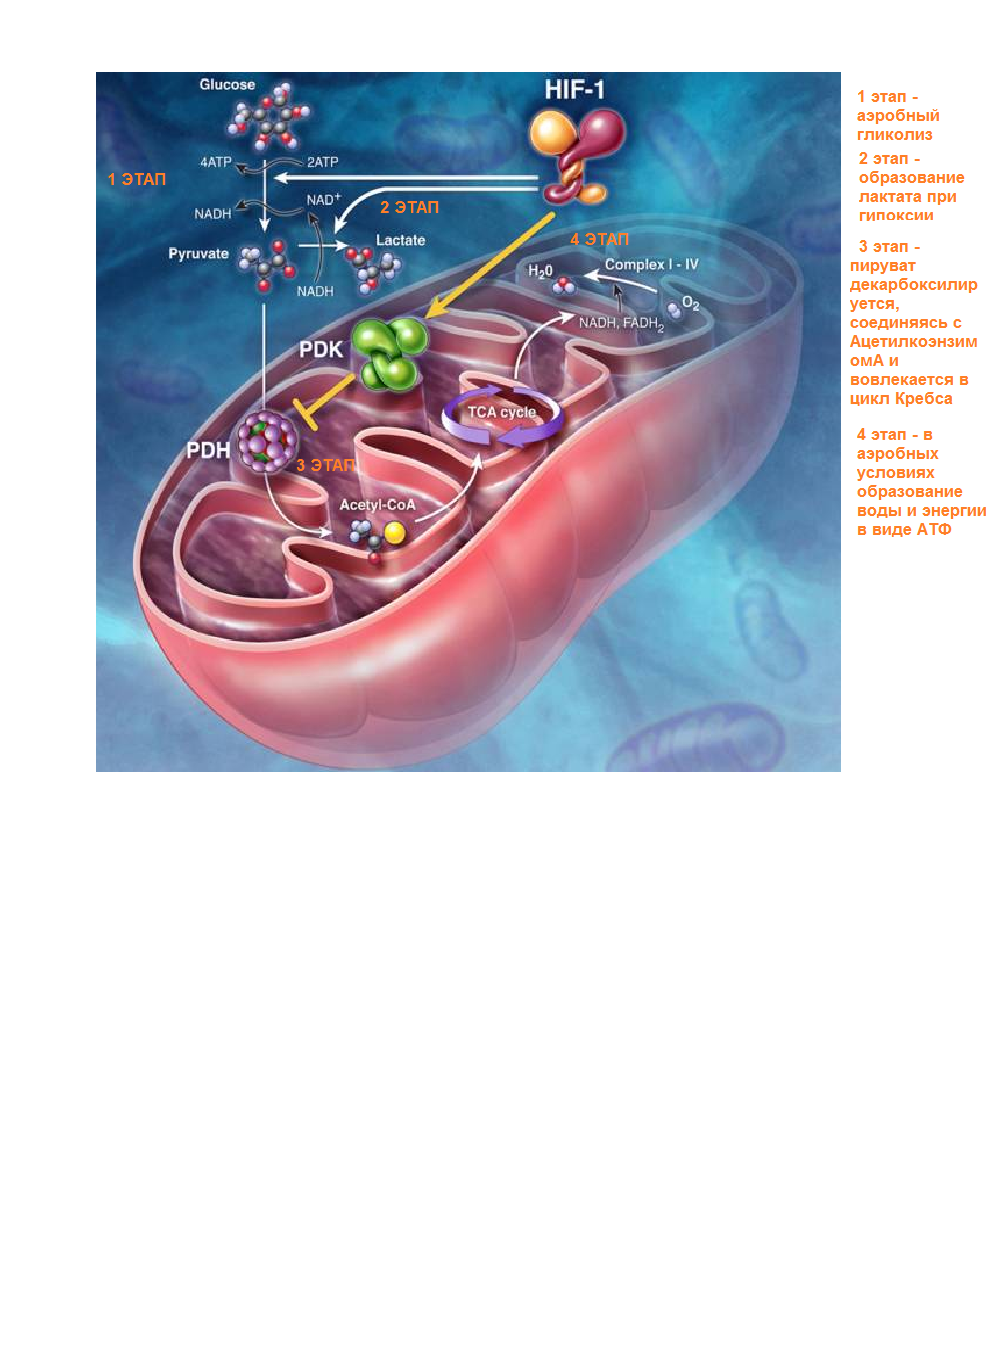 Glucose
HIF-1
4ATP
2ATP
1 ЭТАП
NAD+
2 ЭТАП
NADH
Pyruvate
Lactate
4 ЭТАП
H20
Complex I - IV
NADH
O2
NADH, FADH2
PDK
TCA cycle
PDH
3 ЭТАП
Acetyl-CoA
1 этап -
аэробный
гликолиз
2 этап -
образование
лактата при
гипоксии
3 этап -
пируват
декарбоксилир
уется,
соединяясь с
Ацетилкоэнзим
омА и
вовлекается в
цикл Кребса
4 этап - в
аэробных
условиях
образование
воды и энергии
в виде АТФ